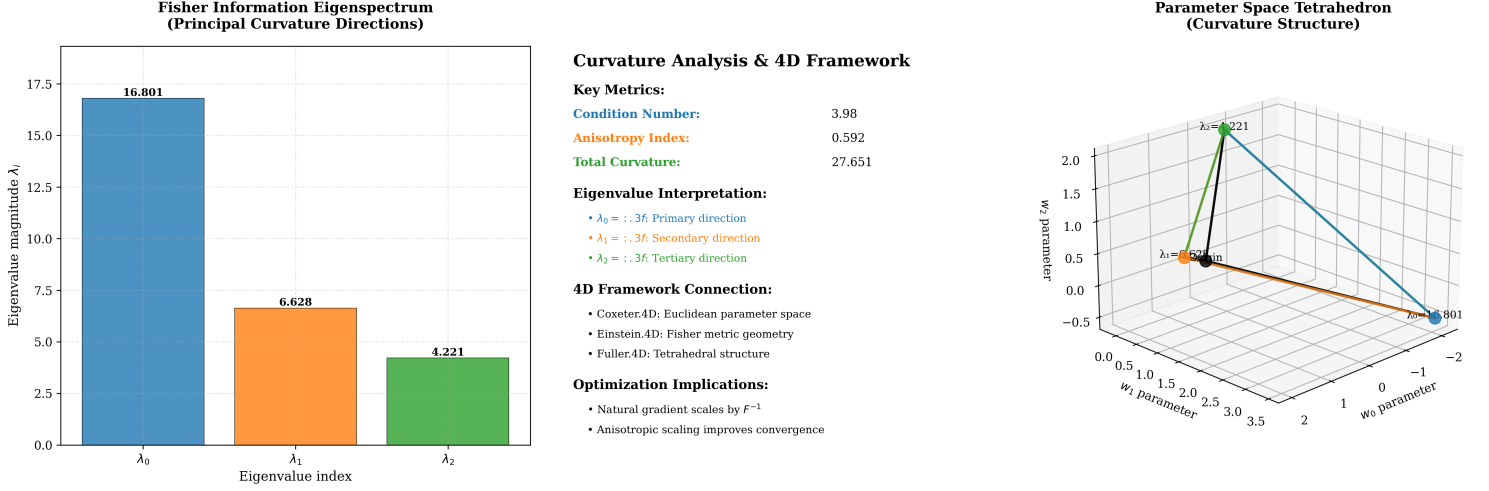 Fisher Information Eigenspectrum
(Principal Curvature Directions)
Eigenvalue magnitude λᵢ
17.5
15.0
12.5
10.0
7.5
5.0
2.5
0.0
16.801
6.628
4.221
λ₀
λ₁
λ₂
Eigenvalue index
Curvature Analysis & 4D Framework
Key Metrics:
Condition Number: 3.98
Anisotropy Index: 0.592
Total Curvature: 27.651
Eigenvalue Interpretation:
• λ₀ = : .3f: Primary direction
• λ₁ = : .3f: Secondary direction
• λ₂ = : .3f: Tertiary direction
4D Framework Connection:
• Coxeter.4D: Euclidean parameter space
• Einstein.4D: Fisher metric geometry
• Fuller.4D: Tetrahedral structure
Optimization Implications:
• Natural gradient scales by F⁻¹
• Anisotropic scaling improves convergence
Parameter Space Tetrahedron
(Curvature Structure)
λ₂=4.221
λ₁=6.628
λ₀=16.801
2.0
1.5
1.0
0.5
0.0
−0.5
w₂ parameter
0.0
0.5
1.0
1.5
2.0
2.5
3.0
3.5
w₁ parameter
2
1
0
−1
−2
w₀ parameter